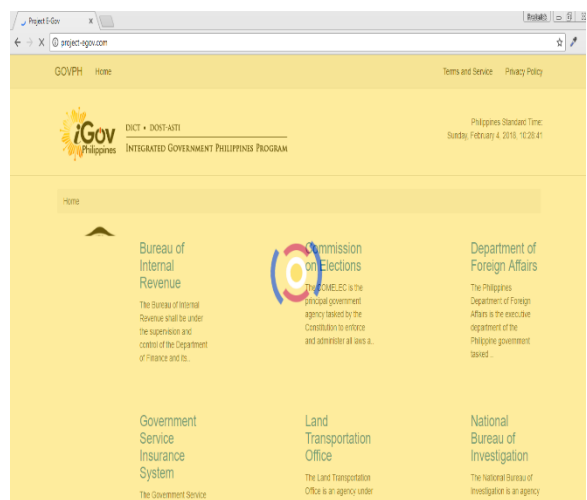 Project E-Gov
project-egov.com
GOVPH Home Terms and Service Privacy Policy
iGov
Philippines
DICT • DOST-ASTI
INTEGRATED GOVERNMENT PHILIPPINES PROGRAM
Philippines Standard Time:
Sunday, February 4, 2018, 10:28:41
Home
Bureau of
Internal
Revenue
The Bureau of Internal
Revenue shall be under
the supervision and
control of the Department
of Finance and its..
Commission
on Elections
The COMELEC is the
principal government
agency tasked by the
Constitution to enforce
and administer all laws a..
Department of
Foreign Affairs
The Philippines
Department of Foreign
Affairs is the executive
department of the
Philippine government
tasked ..
Government
Service
Insurance
System
The Government Service
Land
Transportation
Office
The Land Transportation
Office is an agency under
National
Bureau of
Investigation
The National Bureau of
Investigation is an agency